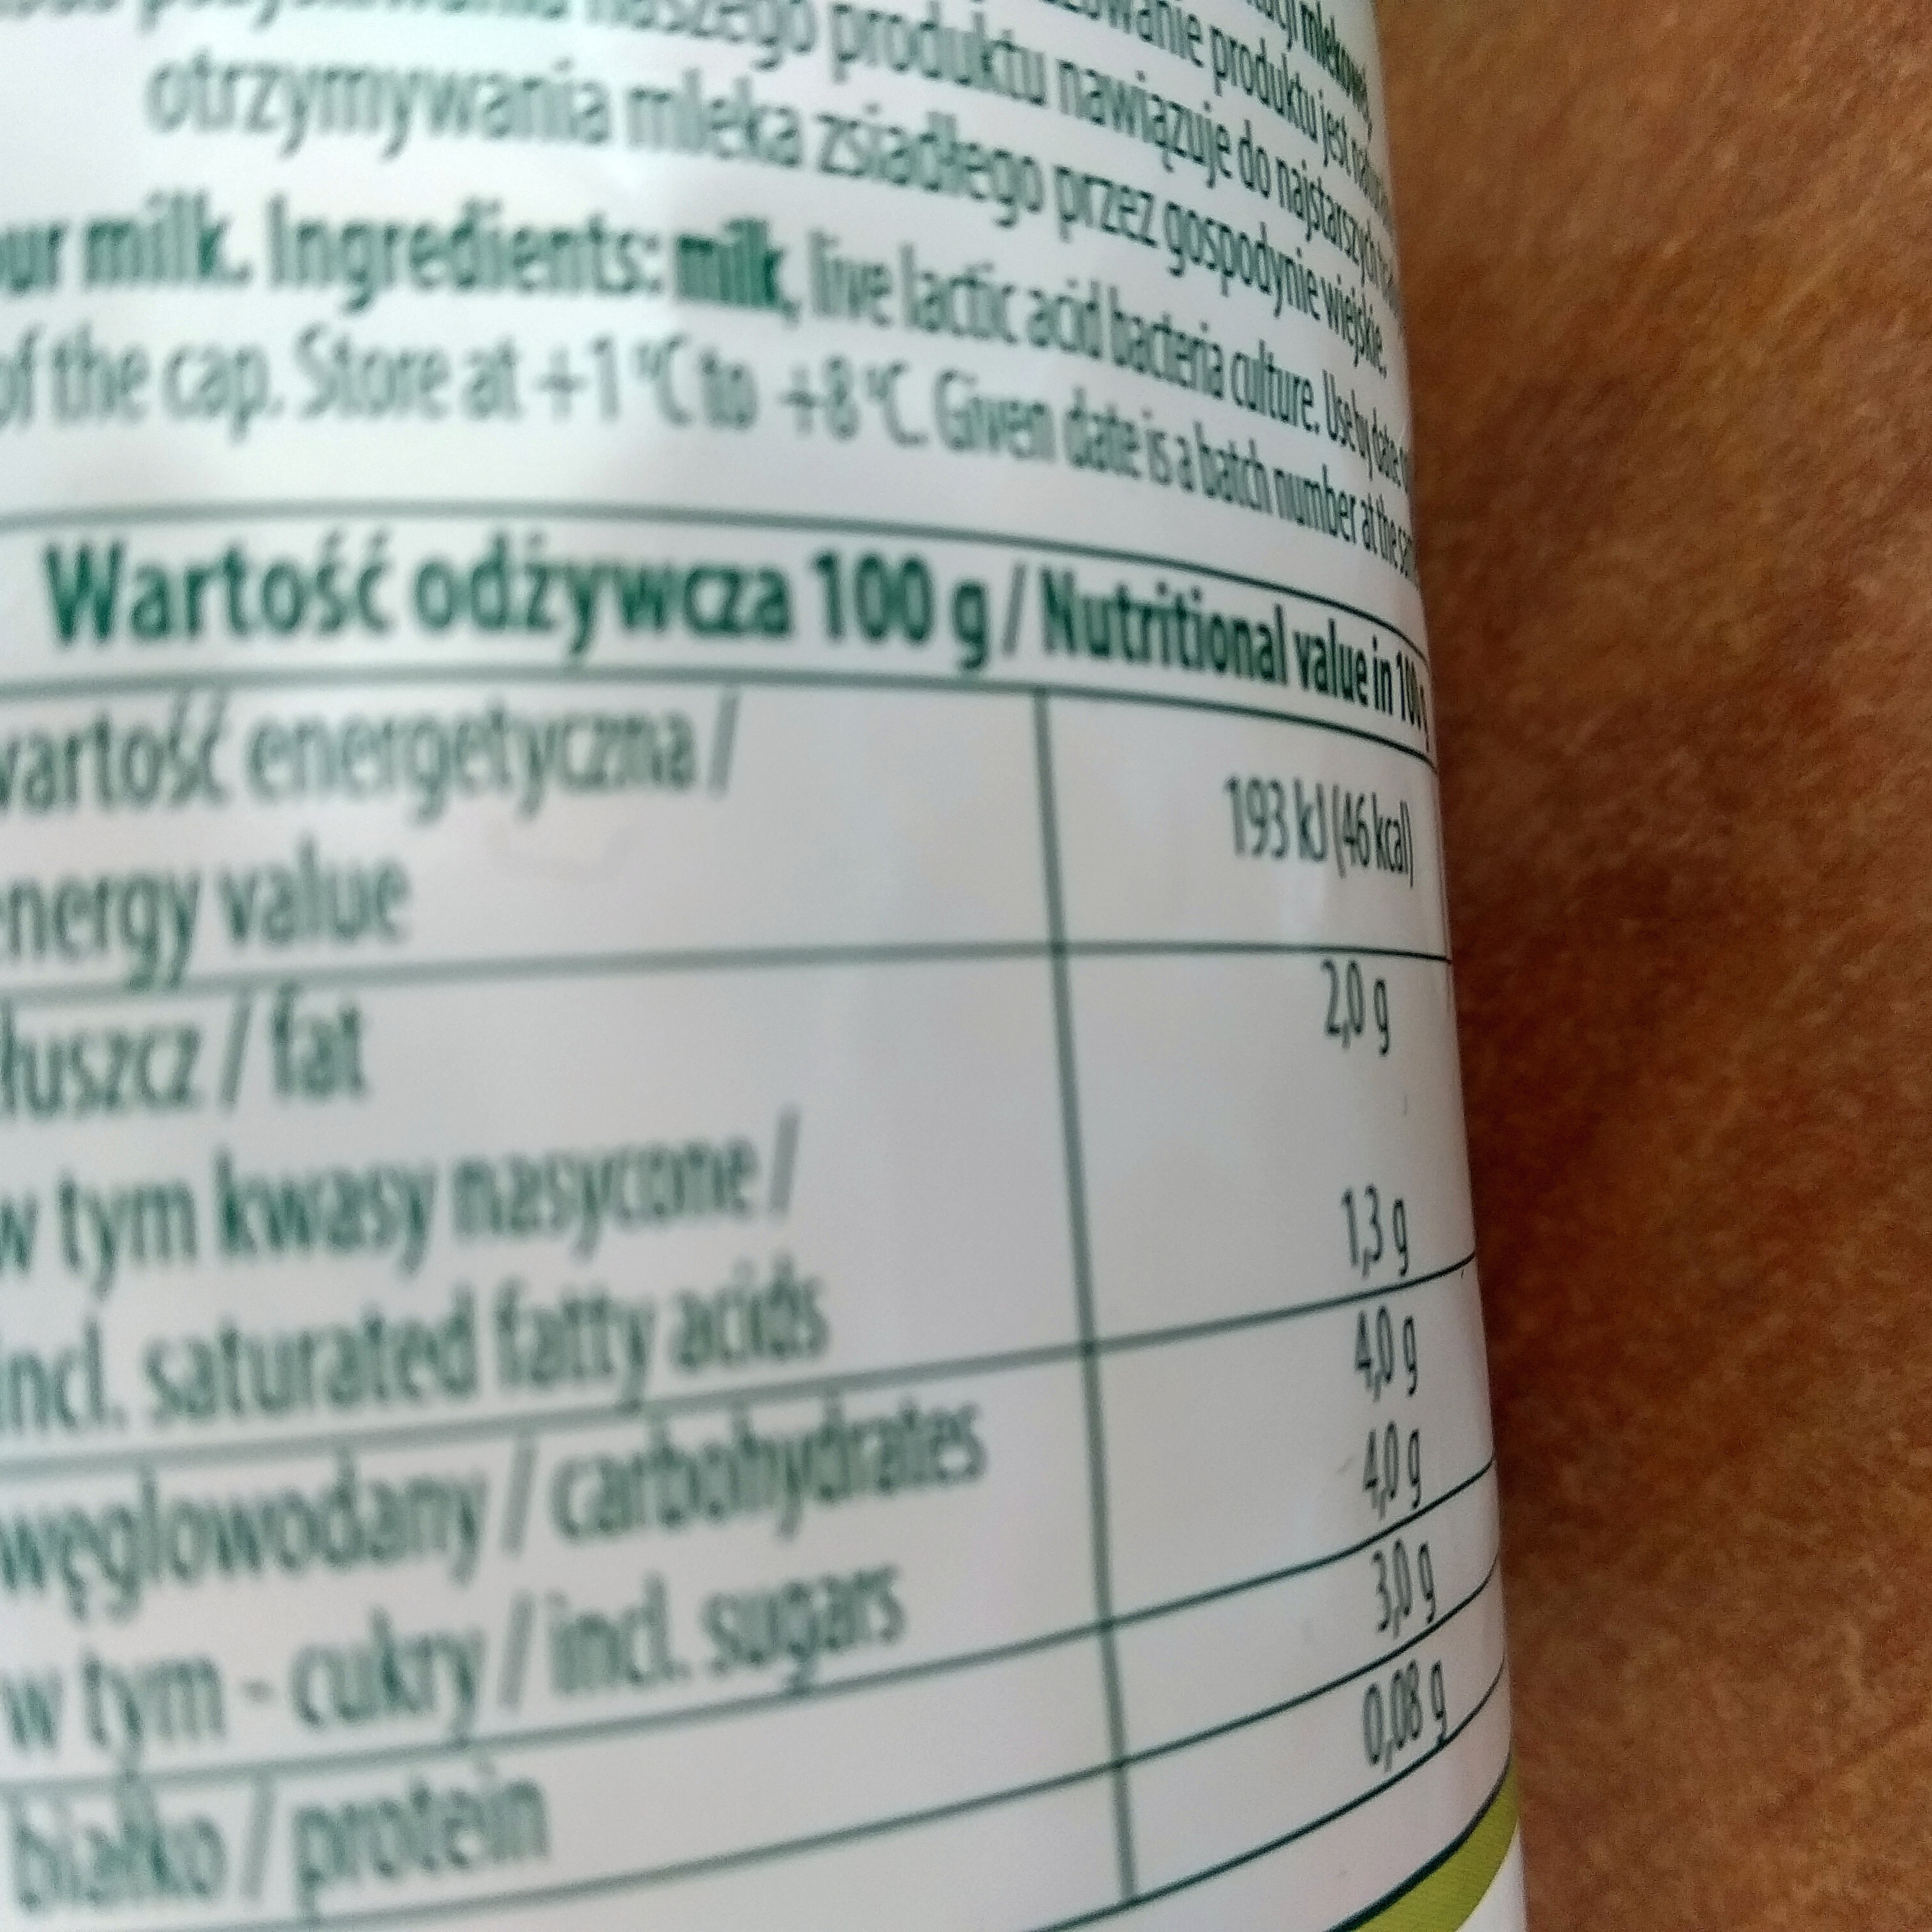 naszego produktu nawiązuje do najstarszych
produktu jest
otrzymywania mleka zsiadłego przez gospodynie wiejskie.
ur milk. Ingredients: milk, live lactic acid bacteria culture. Use by date
of the cap. Store at +1 °C to +8 °C. Given date is a batch number at the
Wartość odżywcza 100 g / Nutritional value in 100 g
wartość energetyczna /
energy value
193 kJ (46 kcal)
tłuszcz / fat
2,0 g
w tym kwasy nasycone /
incl. saturated fatty acids
1,3 g
węglowodany / carbohydrates
4,0 g
w tym - cukry / incl. sugars
4,0 g
białko / protein
3,0 g
0,08 g